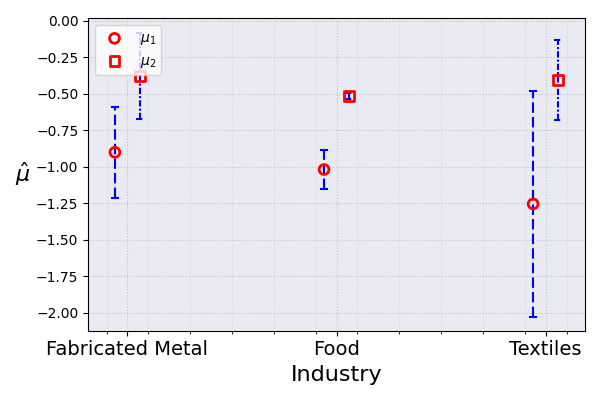 0.00
−0.25
−0.50
−0.75
−1.00
−1.25
−1.50
−1.75
−2.00
μ̂
μ₁
μ₂
Fabricated Metal
Food
Textiles
Industry